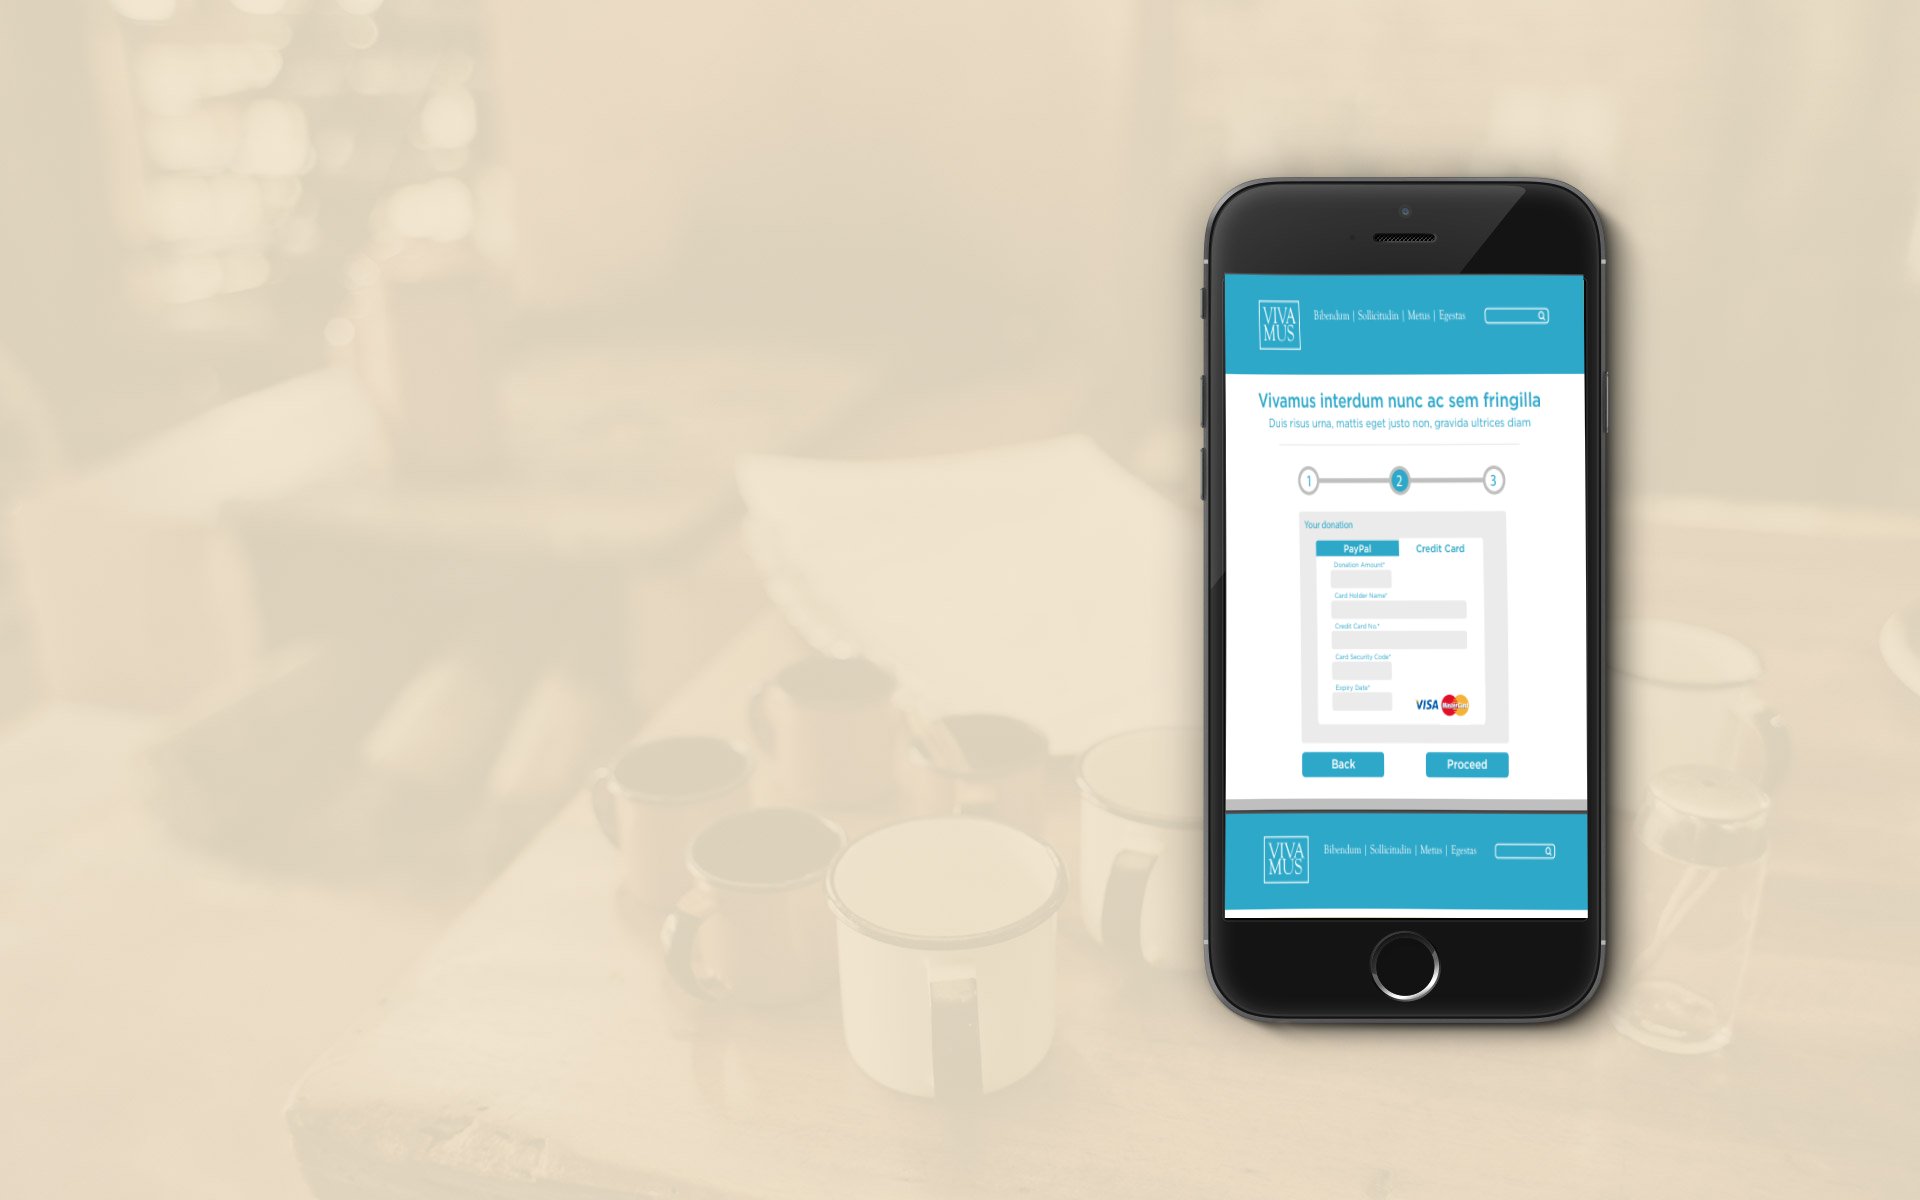 VIVA
MUS
Bibendum | Sollicitudin | Metus | Egestas
Vivamus interdum nunc ac sem fringilla
Duis risus urna, mattis eget justo non, gravida ultrices diam
1 2 3
Your donation
PayPal Credit Card
Donation Amount*
Card Holder Name*
Credit Card No.*
Card Security Code*
Expiry Date*
VISA MasterCard
Back Proceed
VIVA
MUS
Bibendum | Sollicitudin | Metus | Egestas